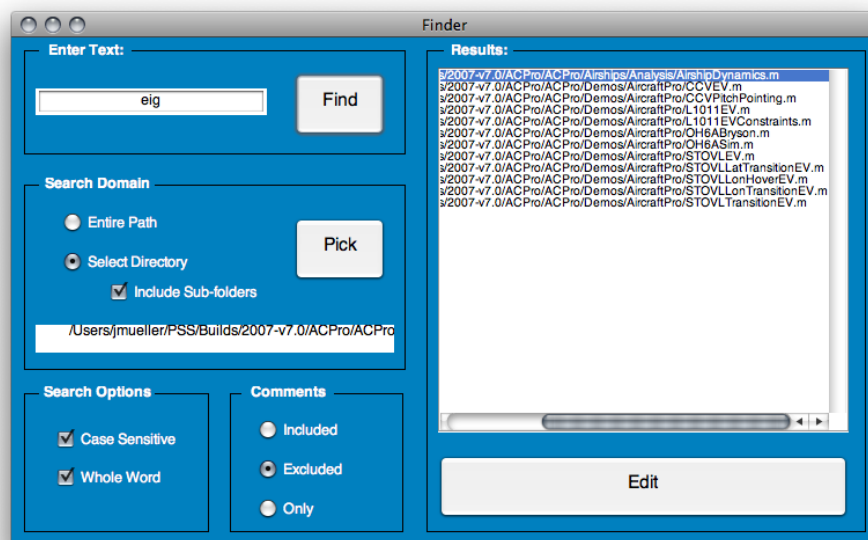 Finder
Enter Text:
eig
Find
Search Domain
Entire Path
Select Directory
Pick
Include Sub-folders
/Users/jmueller/PSS/Builds/2007-v7.0/ACPro/ACPro
Search Options
Case Sensitive
Whole Word
Comments
Included
Excluded
Only
Results:
s/2007-v7.0/ACPro/ACPro/Airships/Analysis/AirshipDynamics.m
s/2007-v7.0/ACPro/ACPro/Demos/AircraftPro/CCVEV.m
s/2007-v7.0/ACPro/ACPro/Demos/AircraftPro/CCVPitchPointing.m
s/2007-v7.0/ACPro/ACPro/Demos/AircraftPro/L1011EV.m
s/2007-v7.0/ACPro/ACPro/Demos/AircraftPro/L1011EVConstraints.m
s/2007-v7.0/ACPro/ACPro/Demos/AircraftPro/OH6ABryson.m
s/2007-v7.0/ACPro/ACPro/Demos/AircraftPro/OH6ASim.m
s/2007-v7.0/ACPro/ACPro/Demos/AircraftPro/STOVLEV.m
s/2007-v7.0/ACPro/ACPro/Demos/AircraftPro/STOVLLatTransitionEV.m
s/2007-v7.0/ACPro/ACPro/Demos/AircraftPro/STOVLLonHoverEV.m
s/2007-v7.0/ACPro/ACPro/Demos/AircraftPro/STOVLLonTransitionEV.m
s/2007-v7.0/ACPro/ACPro/Demos/AircraftPro/STOVLTransitionEV.m
Edit